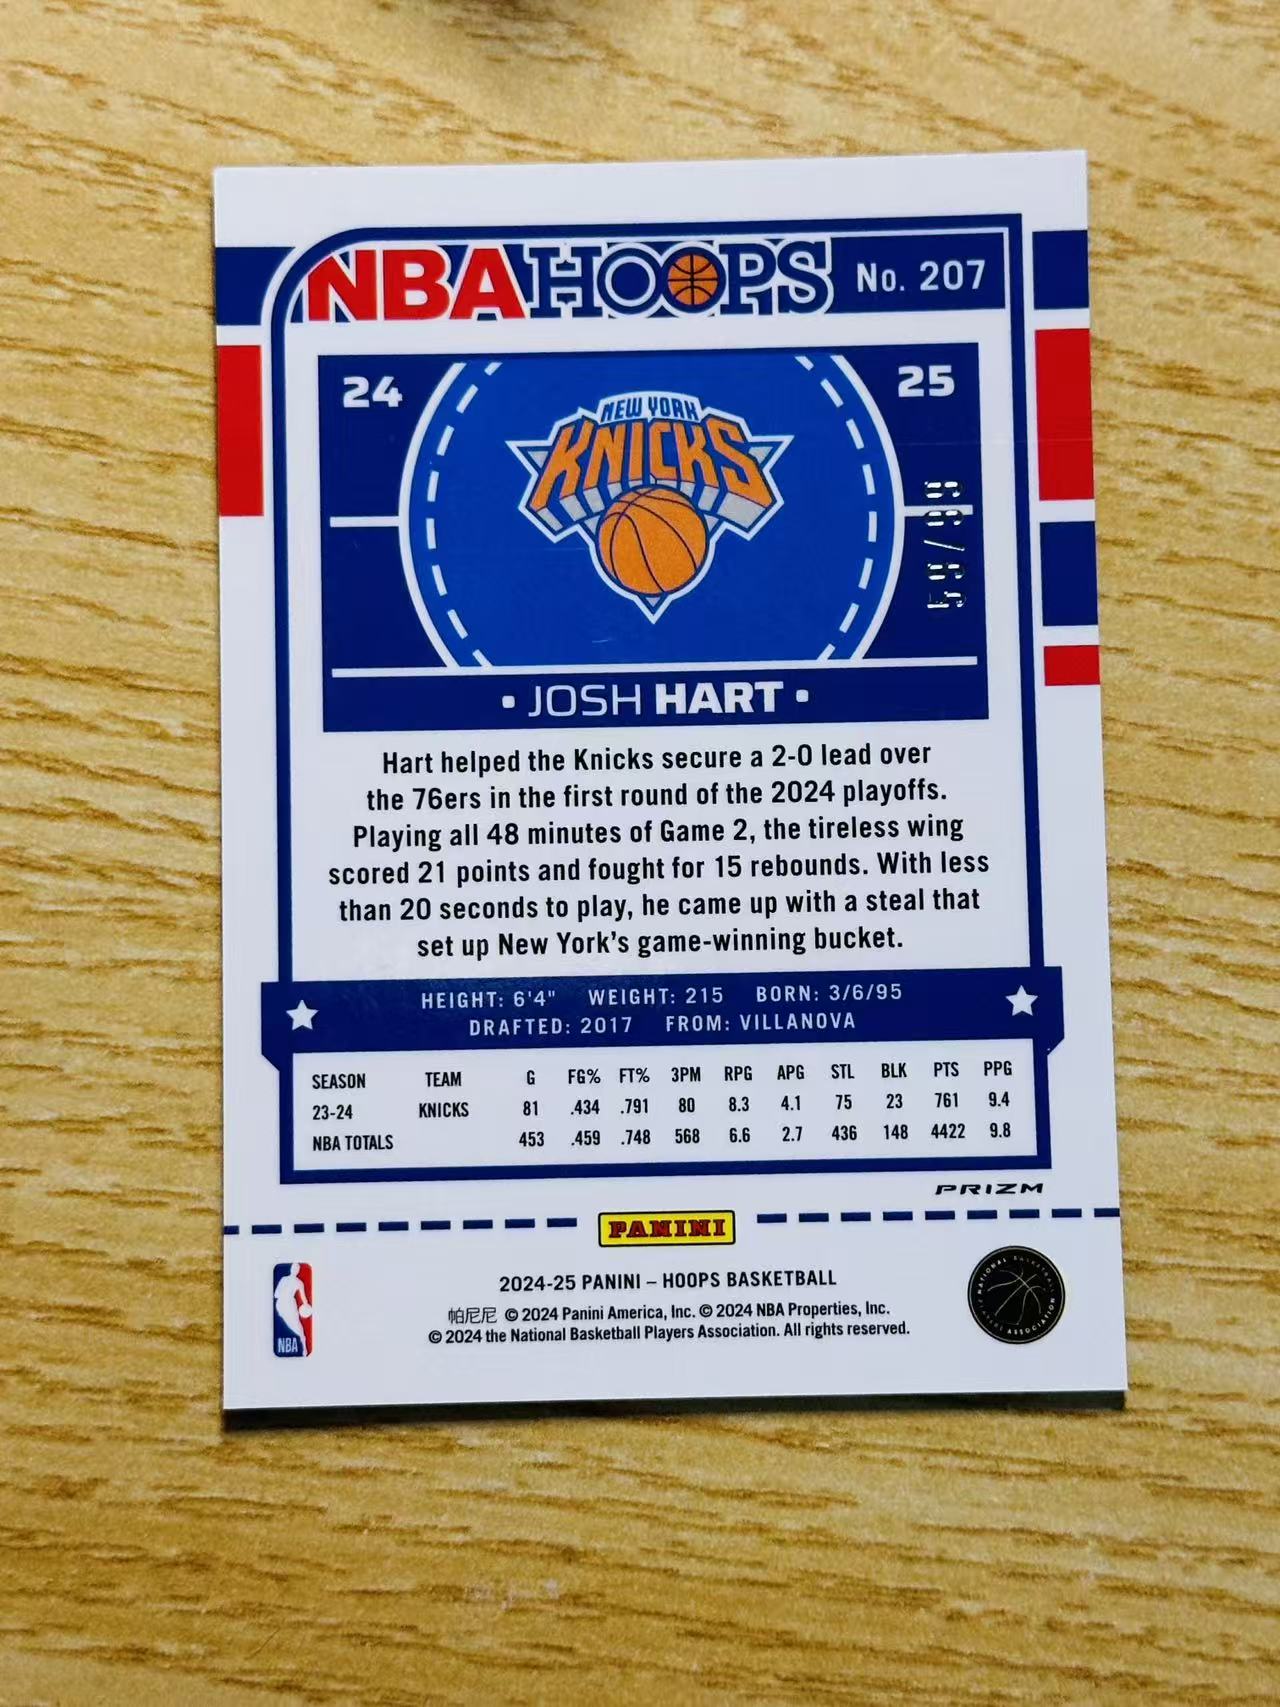 NBA HOOPS No. 207
24 25
NEW YORK
KNICKS
· JOSH HART ·
Hart helped the Knicks secure a 2-0 lead over
the 76ers in the first round of the 2024 playoffs.
Playing all 48 minutes of Game 2, the tireless wing
scored 21 points and fought for 15 rebounds. With less
than 20 seconds to play, he came up with a steal that
set up New York's game-winning bucket.
HEIGHT: 6'4" WEIGHT: 215 BORN: 3/6/95
DRAFTED: 2017 FROM: VILLANOVA
SEASON TEAM G FG% FT% 3PM RPG APG STL BLK PTS PPG
23-24 KNICKS 81 .434 .791 80 8.3 4.1 75 23 761 9.4
NBA TOTALS 453 .459 .748 568 6.6 2.7 436 148 4422 9.8
PRIZM
PANINI
2024-25 PANINI – HOOPS BASKETBALL
帕尼尼 © 2024 Panini America, Inc. © 2024 NBA Properties, Inc.
© 2024 the National Basketball Players Association. All rights reserved.
NBA
NATIONAL BASKETBALL PLAYERS ASSOCIATION